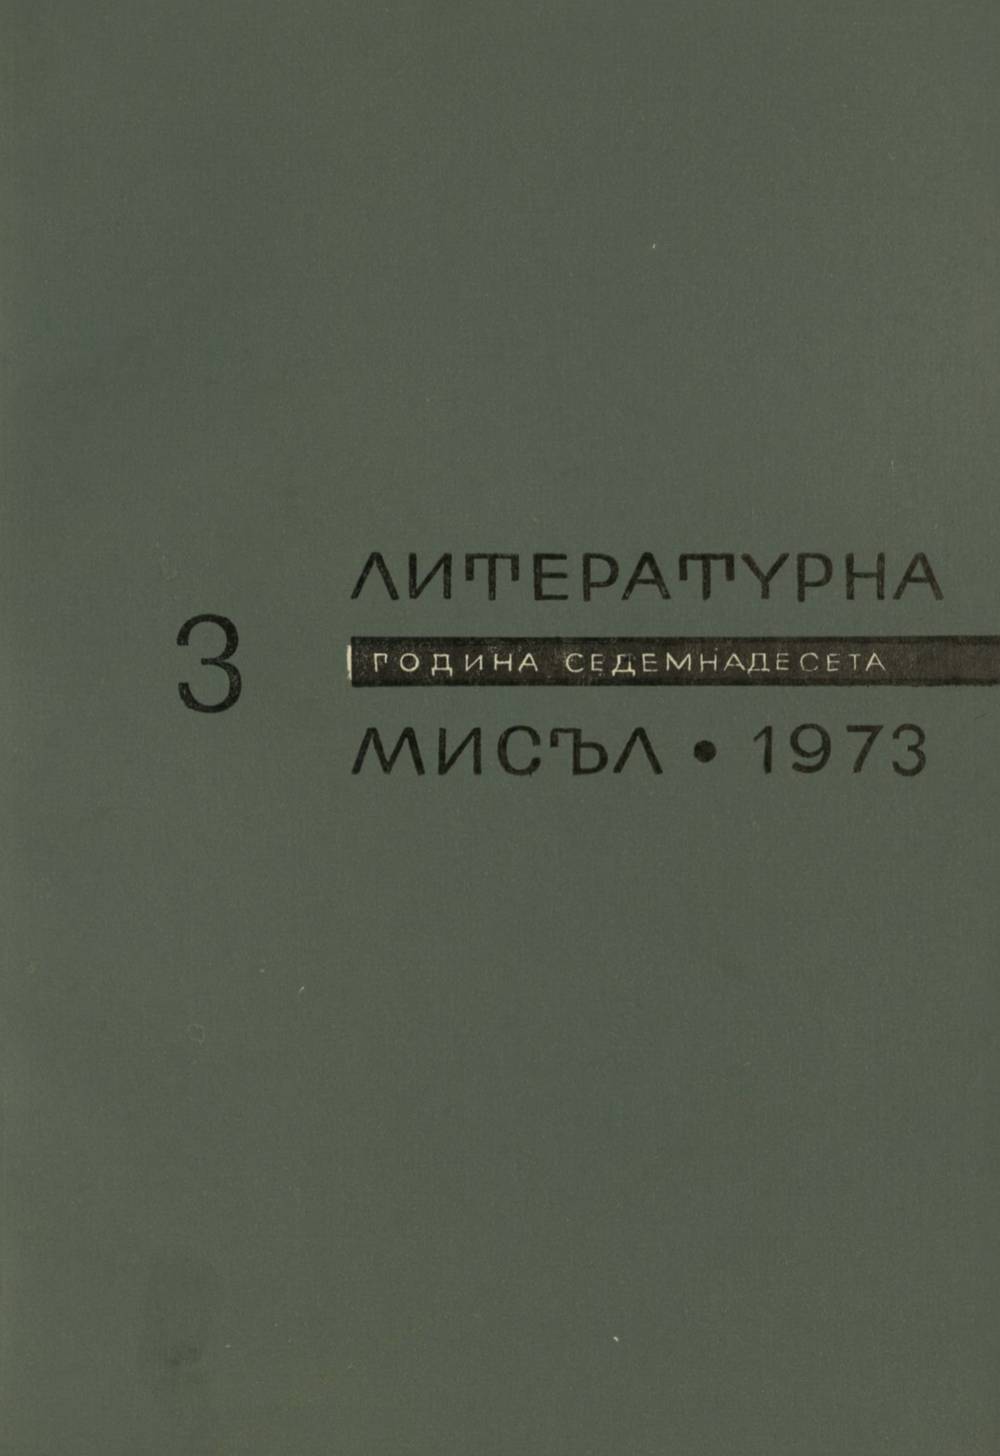 ЛИТЕРАТУРНА
3
ГОДИНА СЕДЕМНАДЕСЕТА
МИСЪЛ • 1973